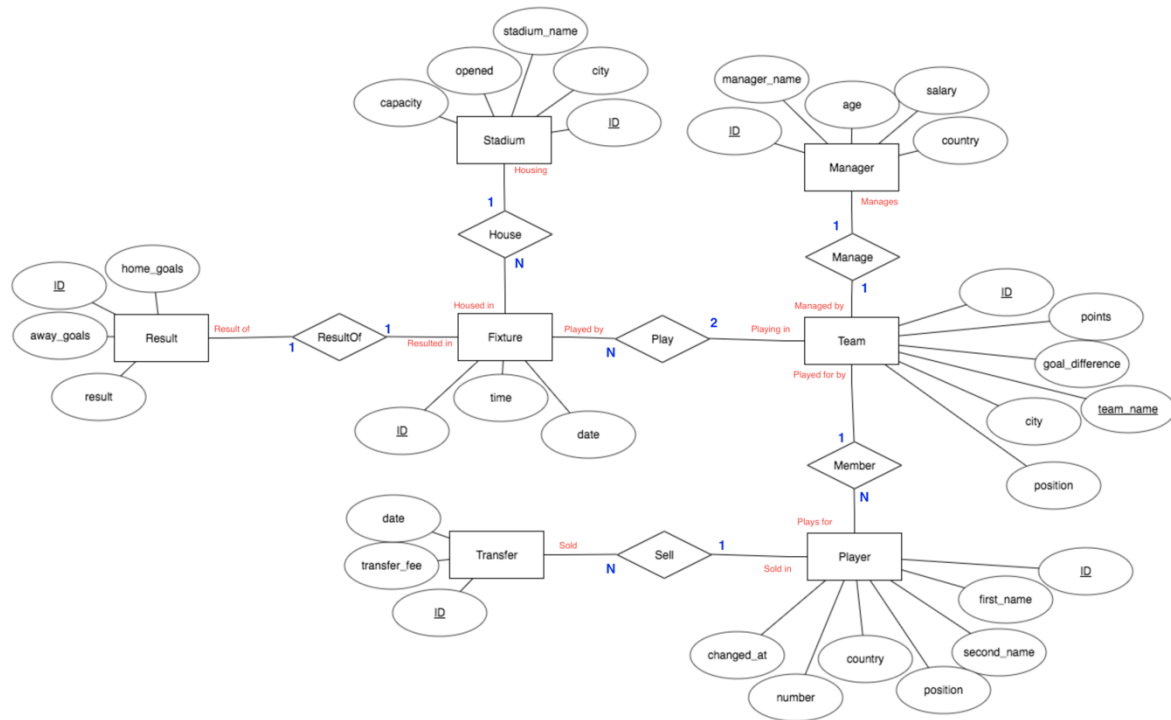 stadium_name
opened
city
capacity
ID
Stadium
Housing
1
House
N
Housed in
manager_name
age
salary
ID
country
Manager
Manages
1
Manage
1
Managed by
ID
home_goals
away_goals
Result
result
Result of
1
ResultOf
1
Resulted in
Fixture
ID
time
date
Played by
N
Play
2
Playing in
Team
Played for by
ID
points
goal_difference
team_name
city
position
1
Member
N
Plays for
date
transfer_fee
ID
Transfer
Sold
N
Sell
1
Sold in
Player
ID
first_name
second_name
position
country
number
changed_at